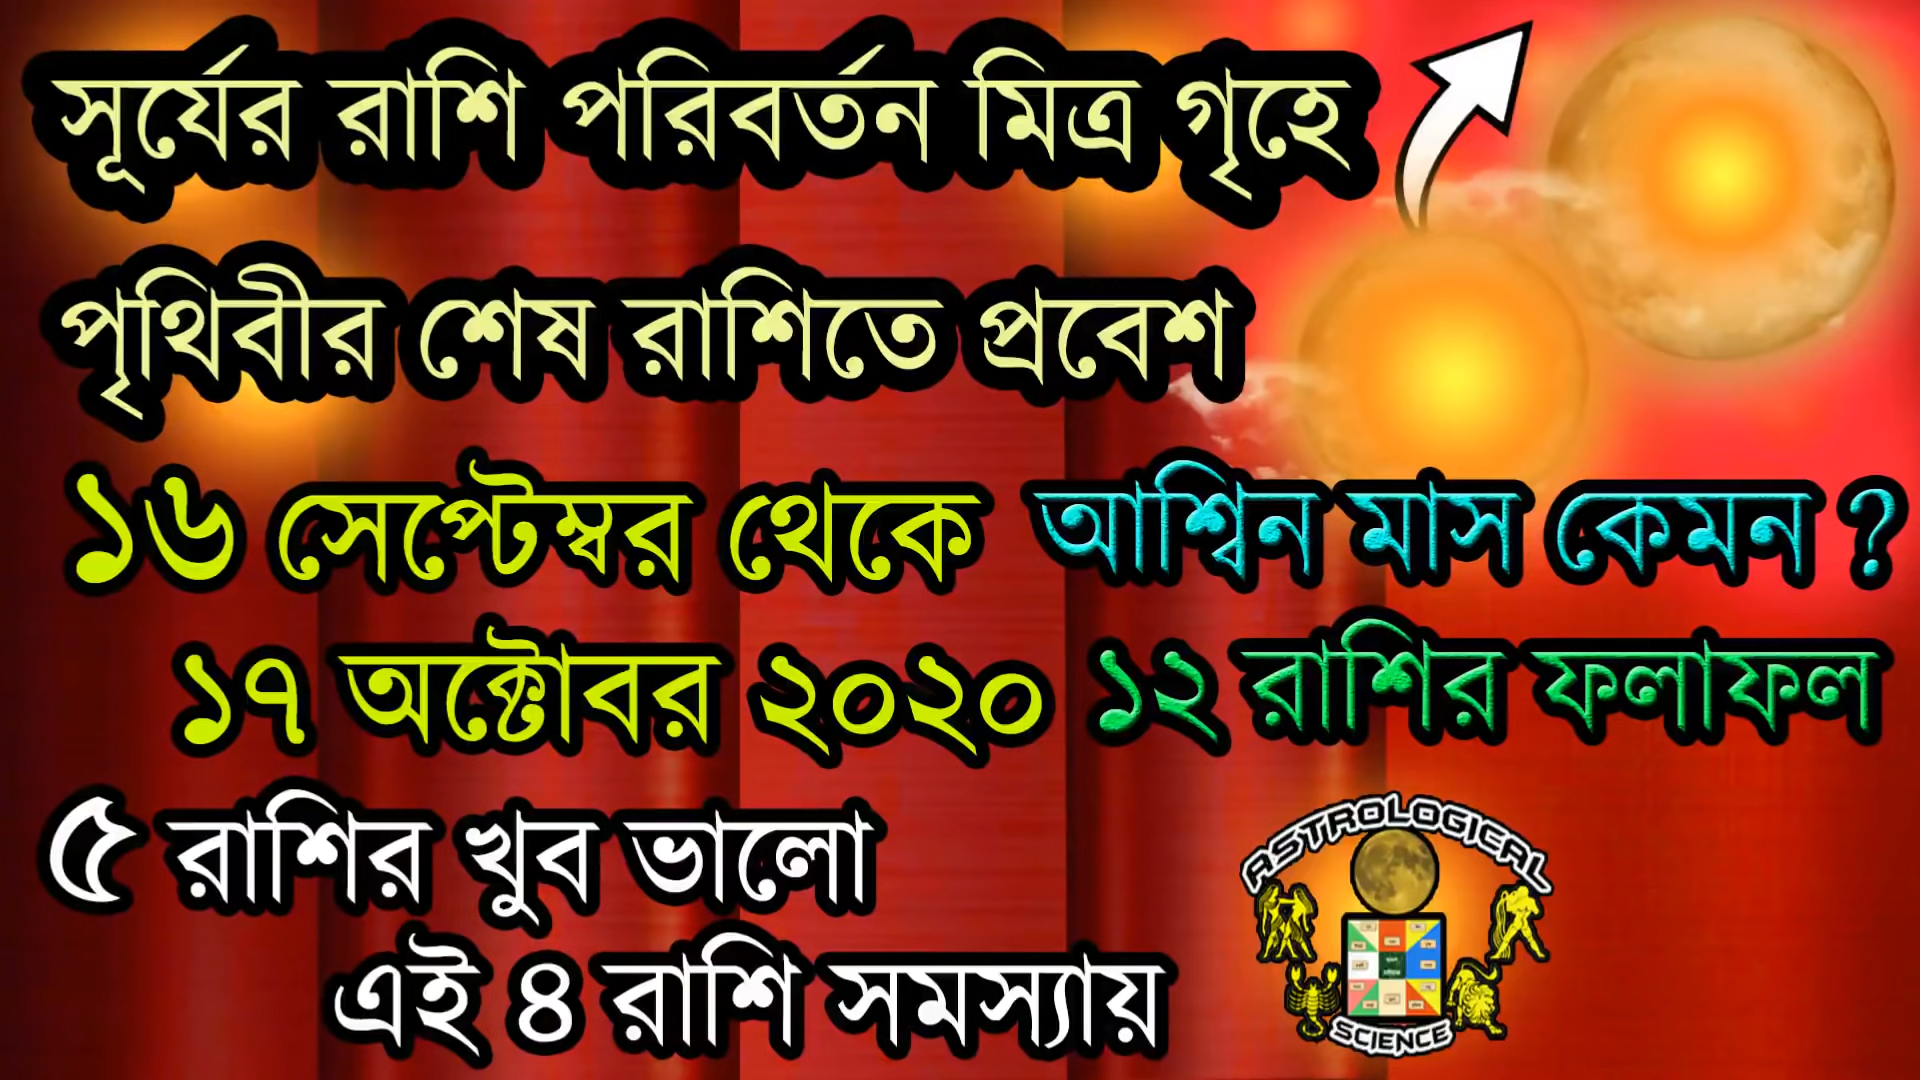 সূর্যের রাশি পরিবর্তন মিত্র গৃহে
পৃথিবীর শেষ রাশিতে প্রবেশ
১৬ সেপ্টেম্বর থেকে আশ্বিন মাস কেমন ?
১৭ অক্টোবর ২০২০ ১২ রাশির ফলাফল
৫ রাশির খুব ভালো
এই ৪ রাশি সমস্যায়
ASTROLOGICAL
SCIENCE